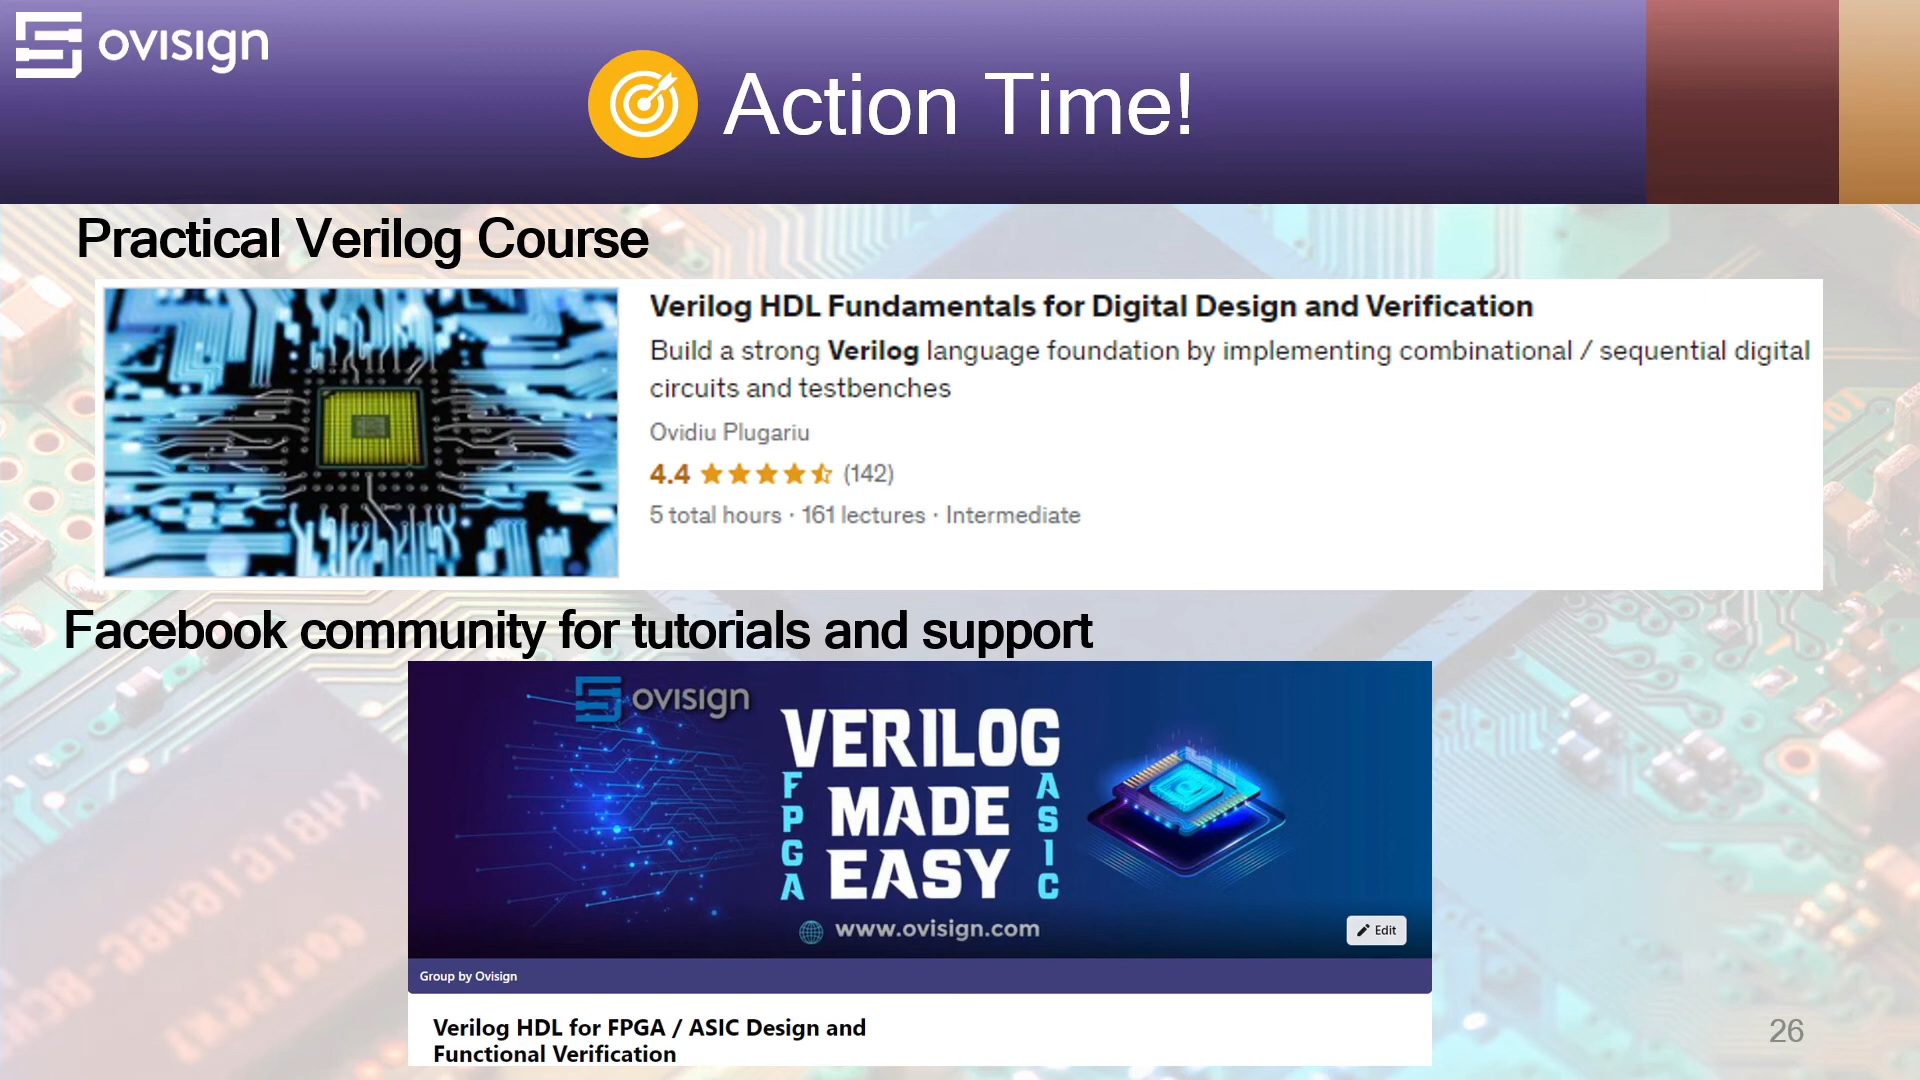 ovisign
Action Time!
Practical Verilog Course
Verilog HDL Fundamentals for Digital Design and Verification
Build a strong Verilog language foundation by implementing combinational / sequential digital
circuits and testbenches
Ovidiu Plugariu
4.4 (142)
5 total hours · 161 lectures · Intermediate
Facebook community for tutorials and support
ovisign
VERILOG
MADE
EASY
FPGA
ASIC
www.ovisign.com
Edit
Group by Ovisign
Verilog HDL for FPGA / ASIC Design and
Functional Verification
26